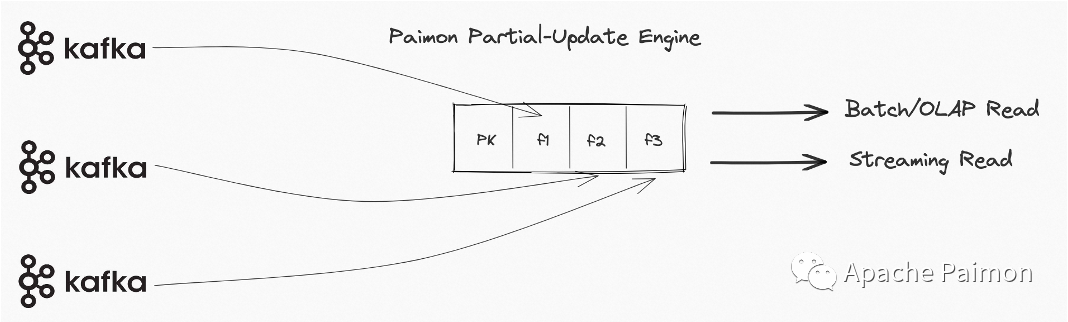 kafka
Paimon Partial-Update Engine
PK f1 f2 f3
Batch/OLAP Read
kafka
Streaming Read
kafka
Apache Paimon